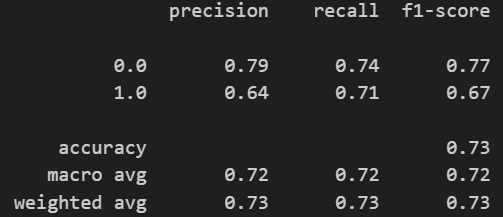 precision recall f1-score
0.0 0.79 0.74 0.77
1.0 0.64 0.71 0.67
accuracy 0.73
macro avg 0.72 0.72 0.72
weighted avg 0.73 0.73 0.73